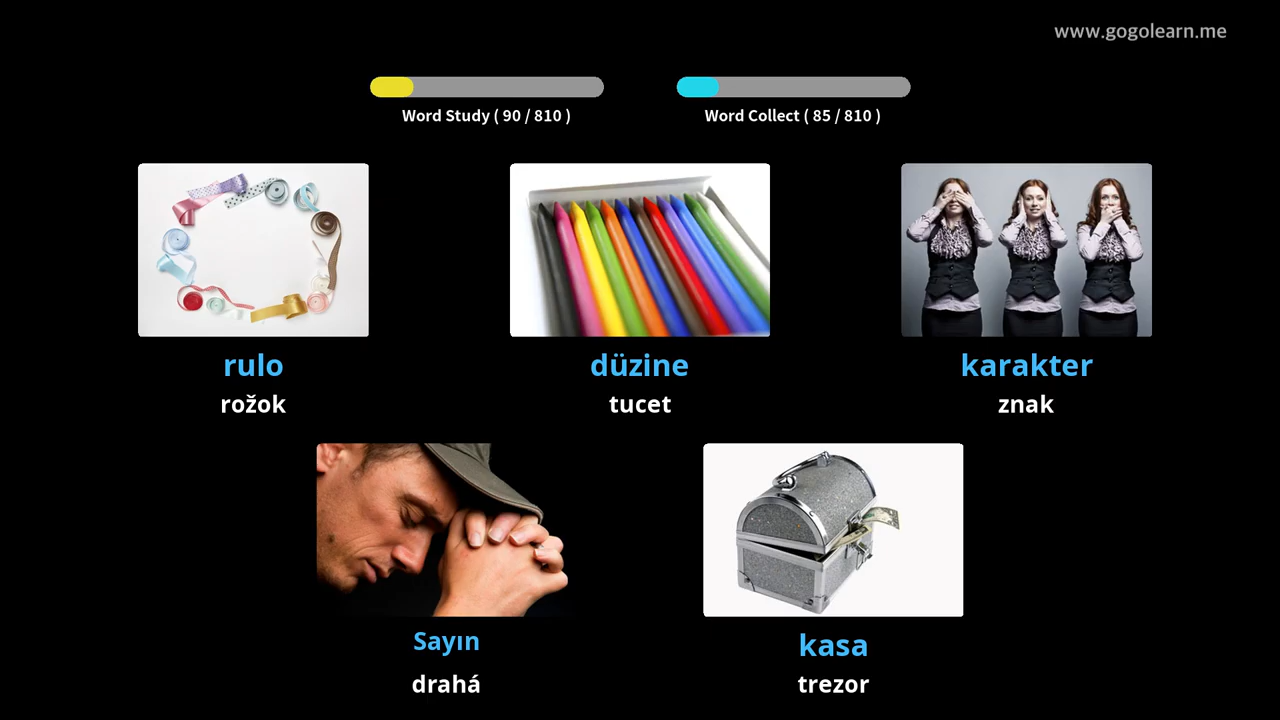 www.gogolearn.me
Word Study ( 90 / 810 )
Word Collect ( 85 / 810 )
rulo
rožok
düzine
tucet
karakter
znak
Sayın
drahá
kasa
trezor